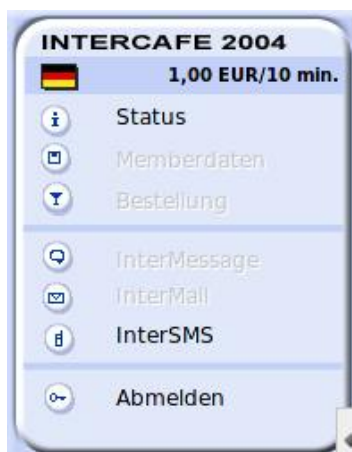 INTERCAFE 2004
1,00 EUR/10 min.
Status
Memberdaten
Bestellung
InterMessage
InterMail
InterSMS
Abmelden